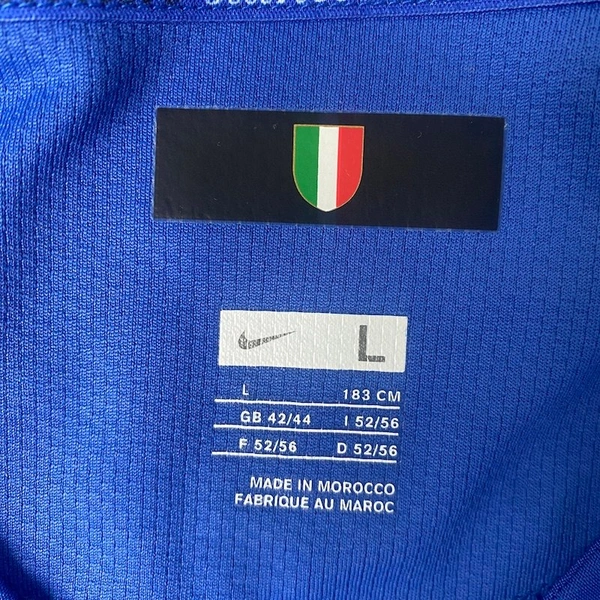 L
L 183 CM
GB 42/44 I 52/56
F 52/56 D 52/56
MADE IN MOROCCO
FABRIQUE AU MAROC